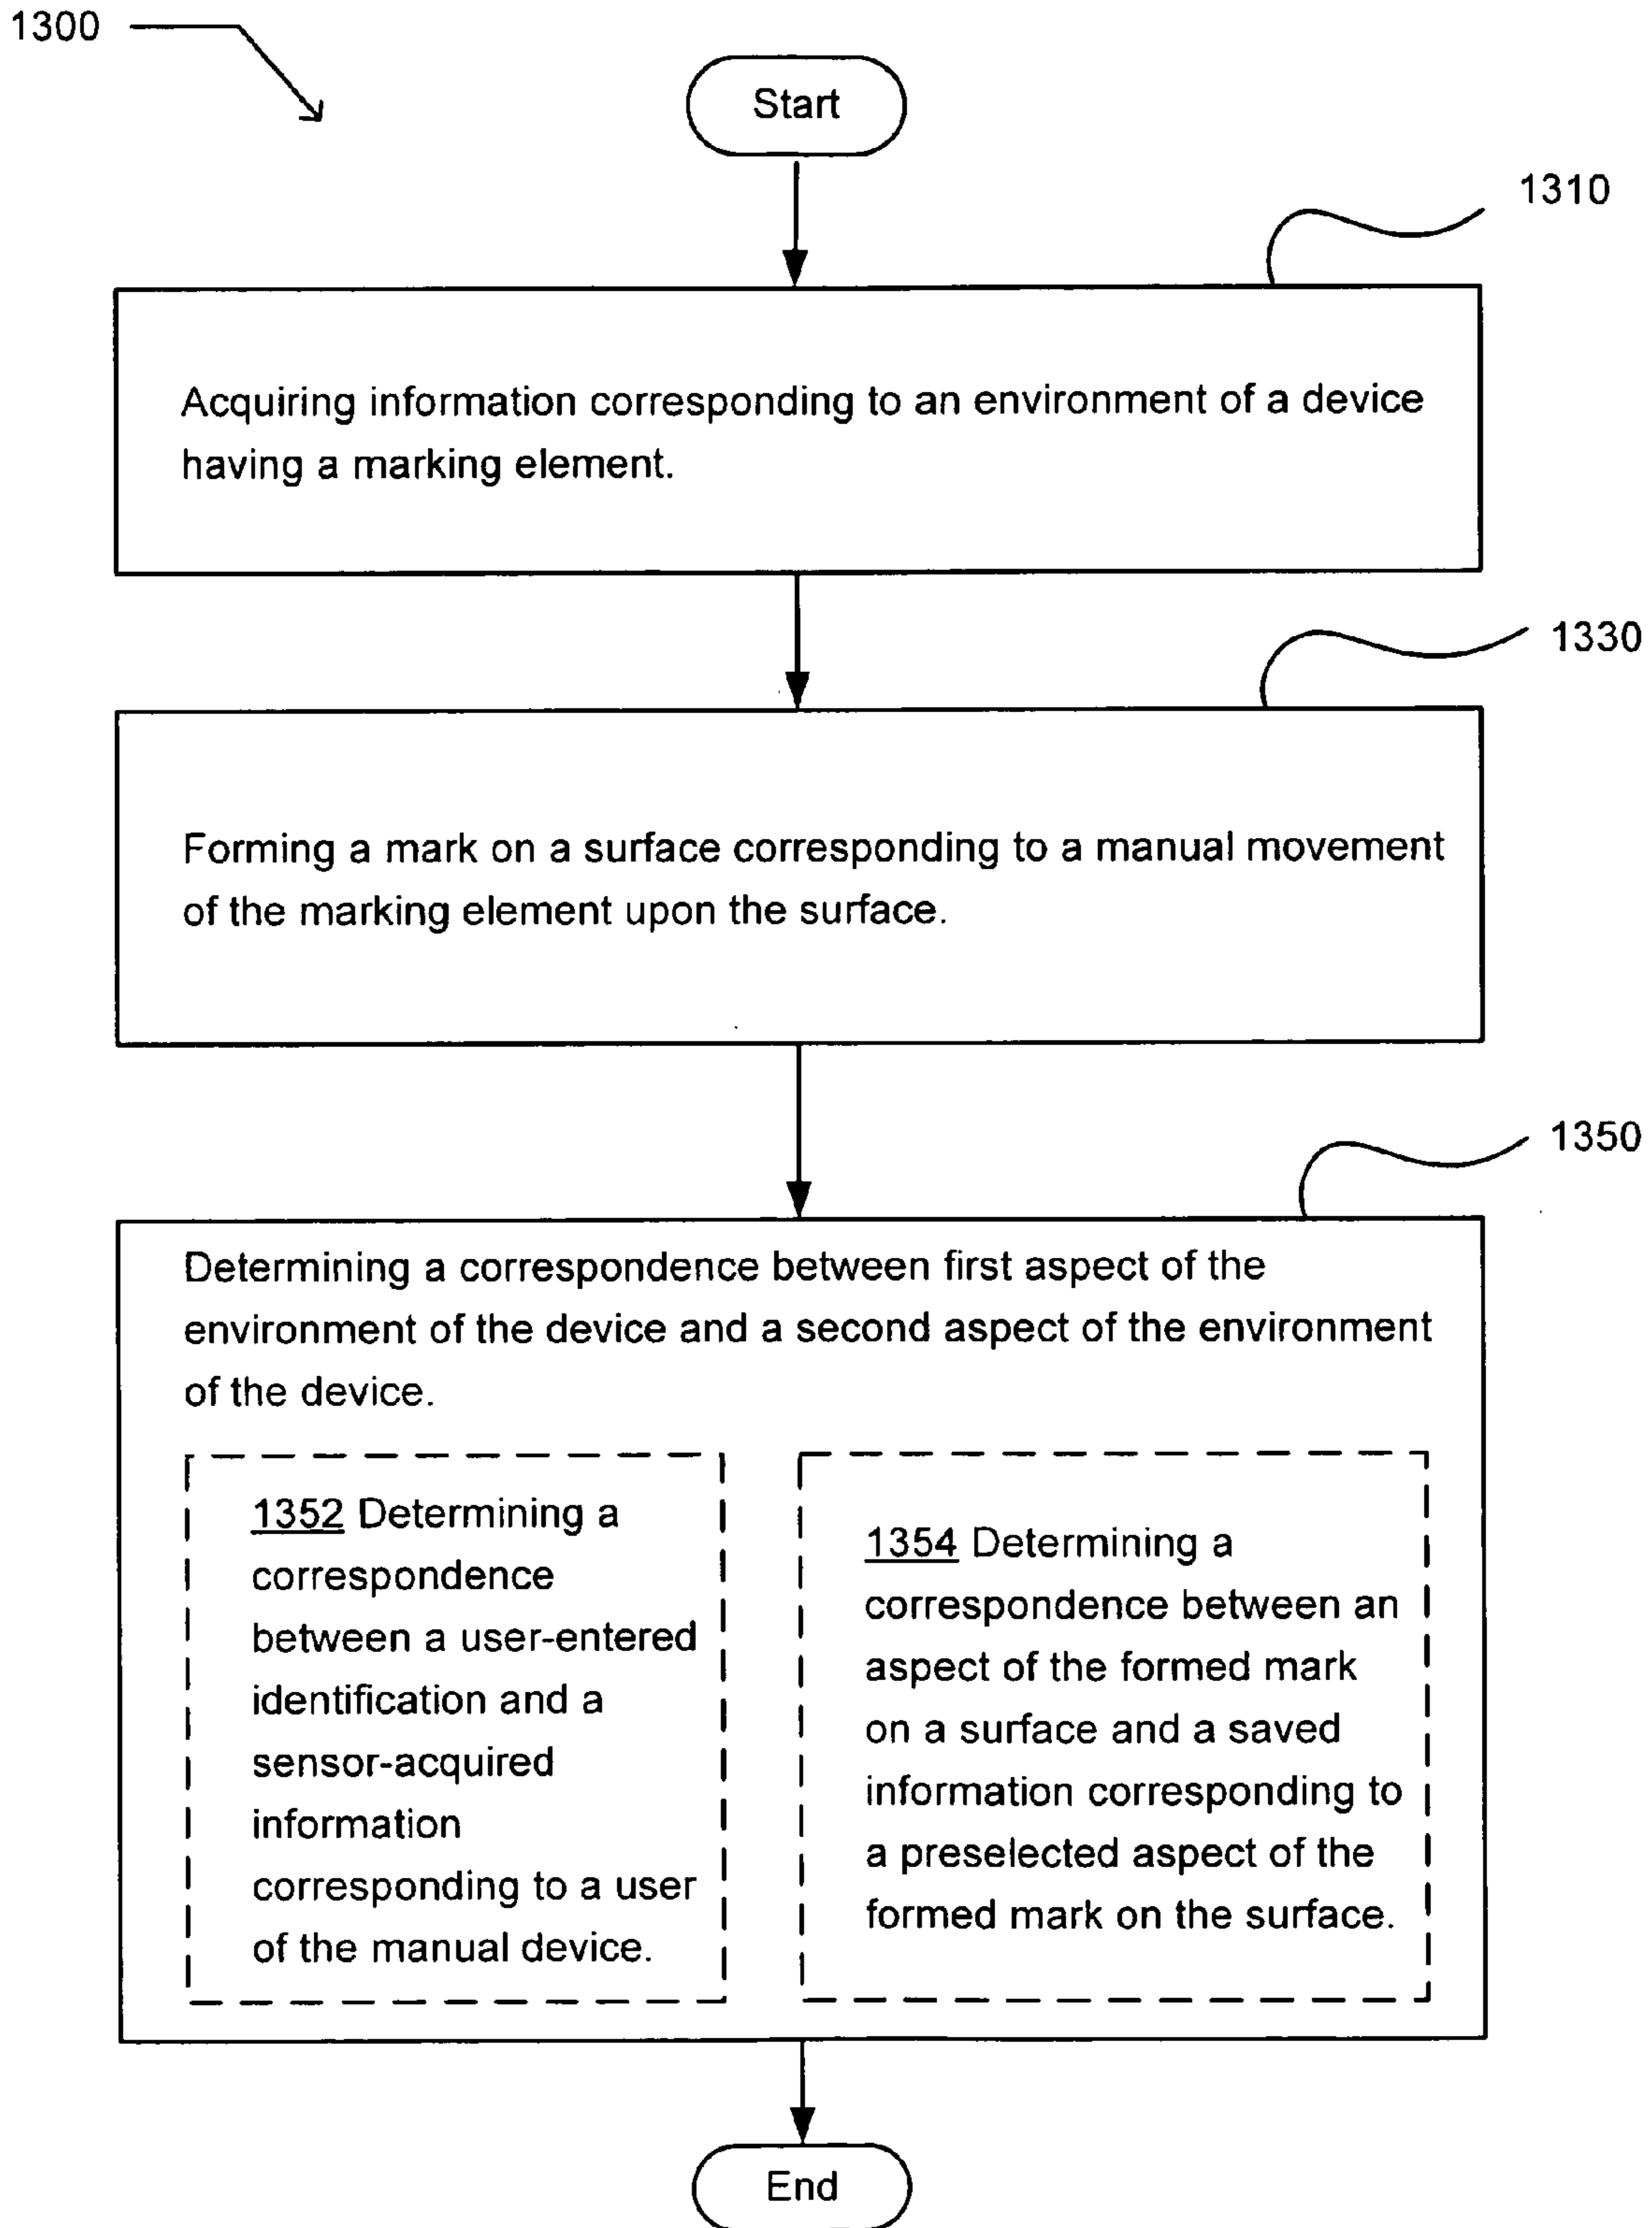 1300
Start
1310
Acquiring information corresponding to an environment of a device
having a marking element.
1330
Forming a mark on a surface corresponding to a manual movement
of the marking element upon the surface.
1350
Determining a correspondence between first aspect of the
environment of the device and a second aspect of the environment
of the device.
1352 Determining a
correspondence
between a user-entered
identification and a
sensor-acquired
information
corresponding to a user
of the manual device.
1354 Determining a
correspondence between an
aspect of the formed mark
on a surface and a saved
information corresponding to
a preselected aspect of the
formed mark on the surface.
End